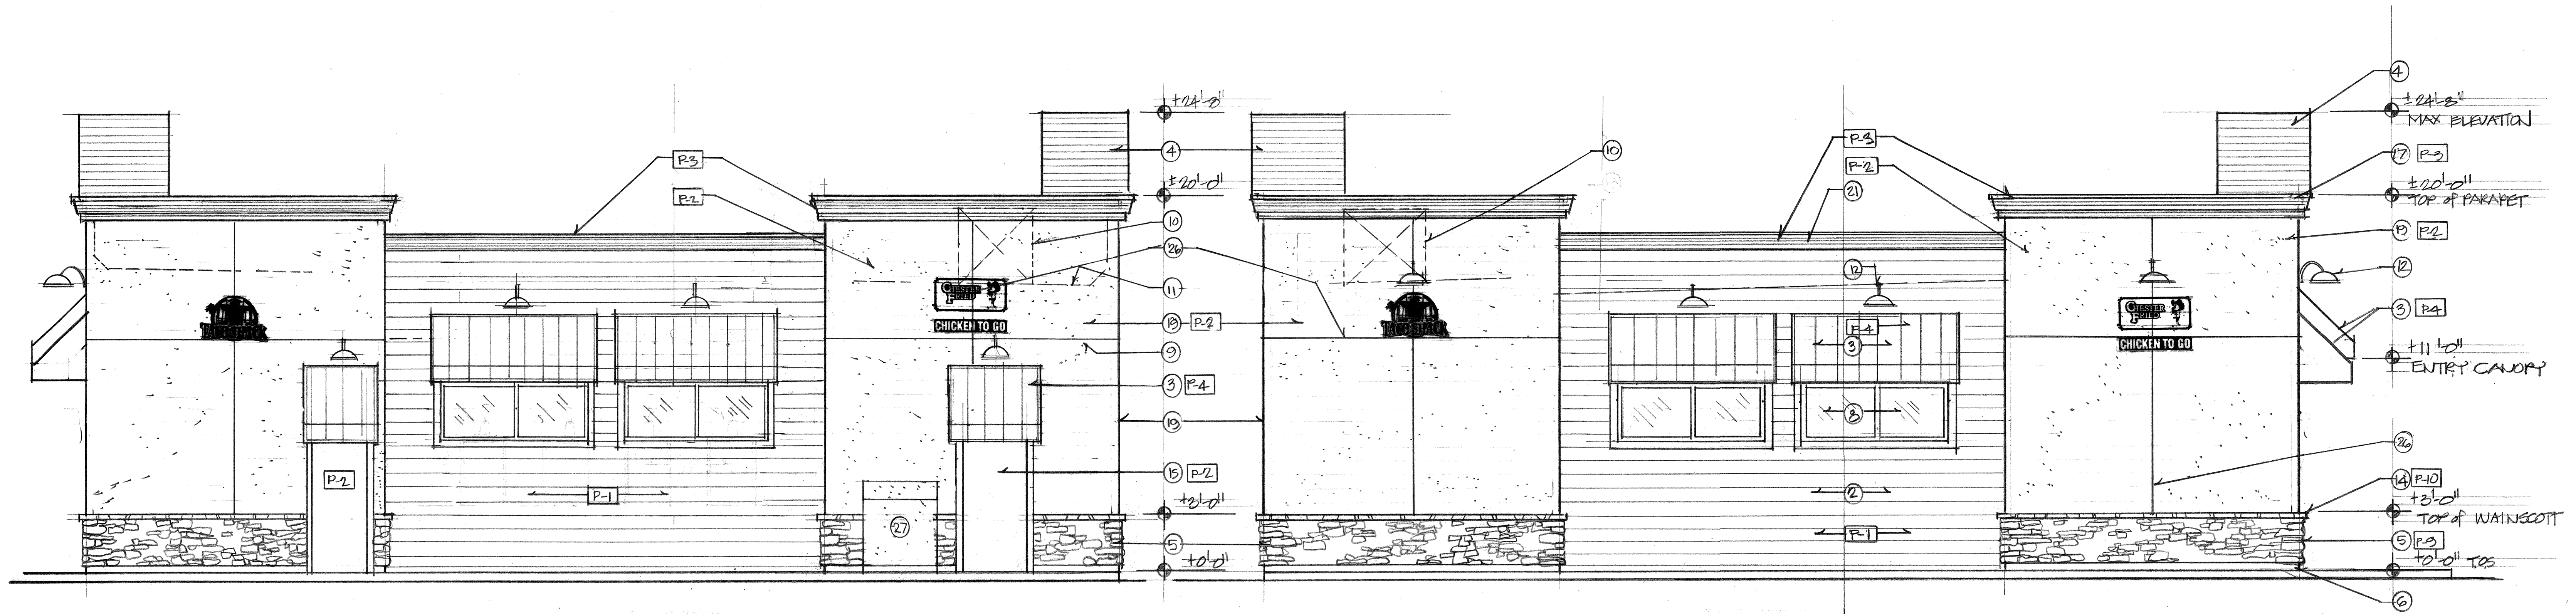 ±24'-8"
4
±24'-8"
MAX ELEVATION
P-3
4
10
P-3
17 P-3
P-2
±20'-0"
P-2
21
±20'-0"
TOP of PARAPET
10
26
19 P-2
12
12
11
CHESTER FRIED
CHICKEN TO GO
19 P-2
P-4
3
CHESTER FRIED
CHICKEN TO GO
3 P-4
9
+11'-0"
ENTRY CANOPY
3 P-4
8
19
26
P-2
15 P-2
P-1
2
14 P-10
+3'-0"
+3'-0"
TOP of WAINSCOTT
27
P-1
5
5 P-9
±0'-0"
±0'-0" T.O.S
6